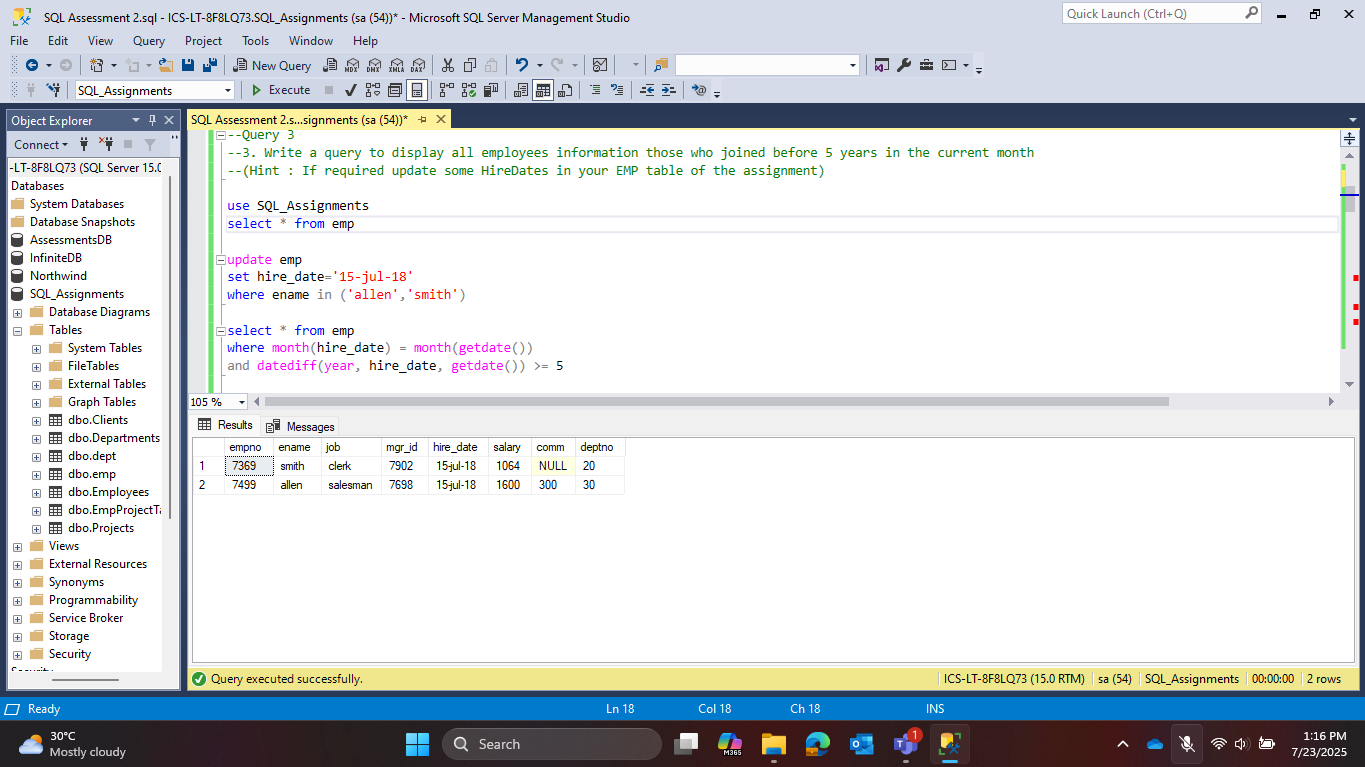 SQL Assessment 2.sql - ICS-LT-8F8LQ73.SQL_Assignments (sa (54))* - Microsoft SQL Server Management Studio
Quick Launch (Ctrl+Q)
File Edit View Query Project Tools Window Help
New Query MDX DMX XMLA DAX
SQL_Assignments Execute
Object Explorer
SQL Assessment 2.s...signments (sa (54))*
Connect
-LT-8F8LQ73 (SQL Server 15.0
Databases
System Databases
Database Snapshots
AssessmentsDB
InfiniteDB
Northwind
SQL_Assignments
Database Diagrams
Tables
System Tables
FileTables
External Tables
Graph Tables
dbo.Clients
dbo.Departments
dbo.dept
dbo.emp
dbo.Employees
dbo.EmpProjectTa
dbo.Projects
Views
External Resources
Synonyms
Programmability
Service Broker
Storage
Security
Security
--Query 3
--3. Write a query to display all employees information those who joined before 5 years in the current month
--(Hint : If required update some HireDates in your EMP table of the assignment)
use SQL_Assignments
select * from emp
update emp
set hire_date='15-jul-18'
where ename in ('allen','smith')
select * from emp
where month(hire_date) = month(getdate())
and datediff(year, hire_date, getdate()) >= 5
105 %
Results Messages
empno ename job mgr_id hire_date salary comm deptno
1 7369 smith clerk 7902 15-jul-18 1064 NULL 20
2 7499 allen salesman 7698 15-jul-18 1600 300 30
Query executed successfully. ICS-LT-8F8LQ73 (15.0 RTM) sa (54) SQL_Assignments 00:00:00 2 rows
Ready Ln 18 Col 18 Ch 18 INS
30°C
Mostly cloudy
Search
M365
1
1:16 PM
7/23/2025